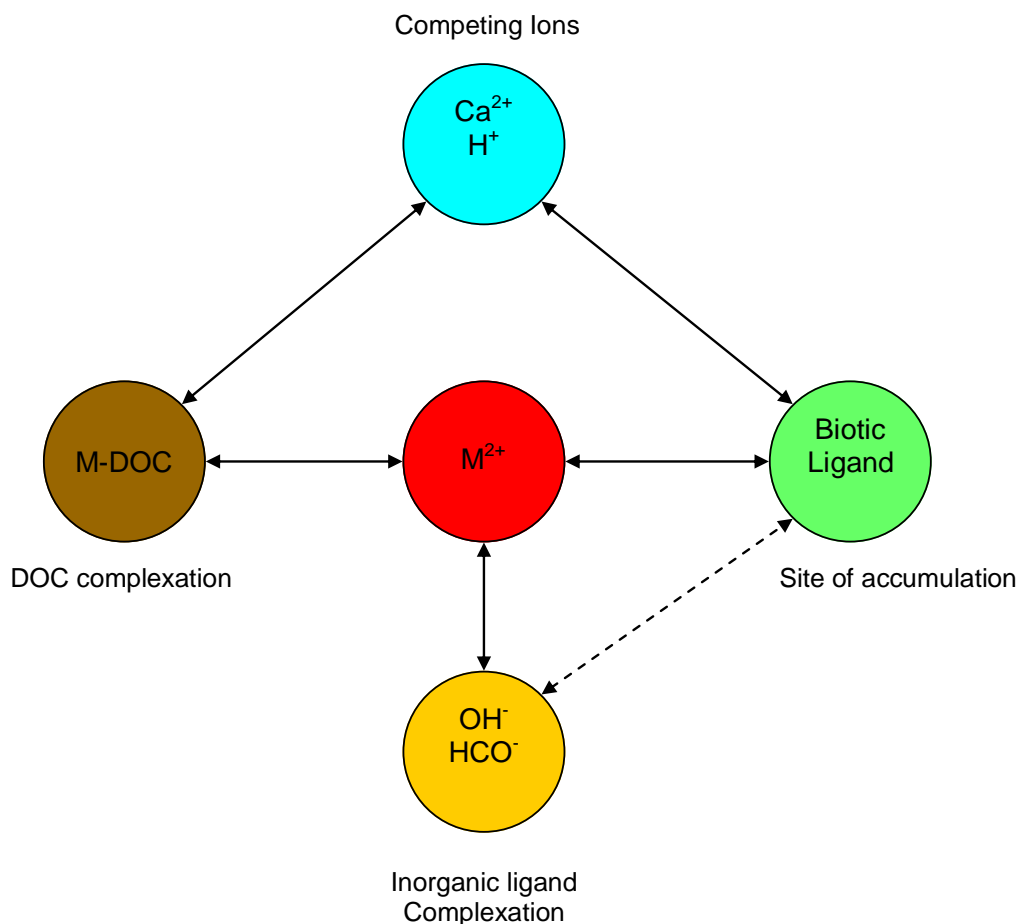 Competing Ions
Ca²⁺
H⁺
M-DOC
M²⁺
Biotic
Ligand
DOC complexation
Site of accumulation
OH⁻
HCO⁻
Inorganic ligand
Complexation